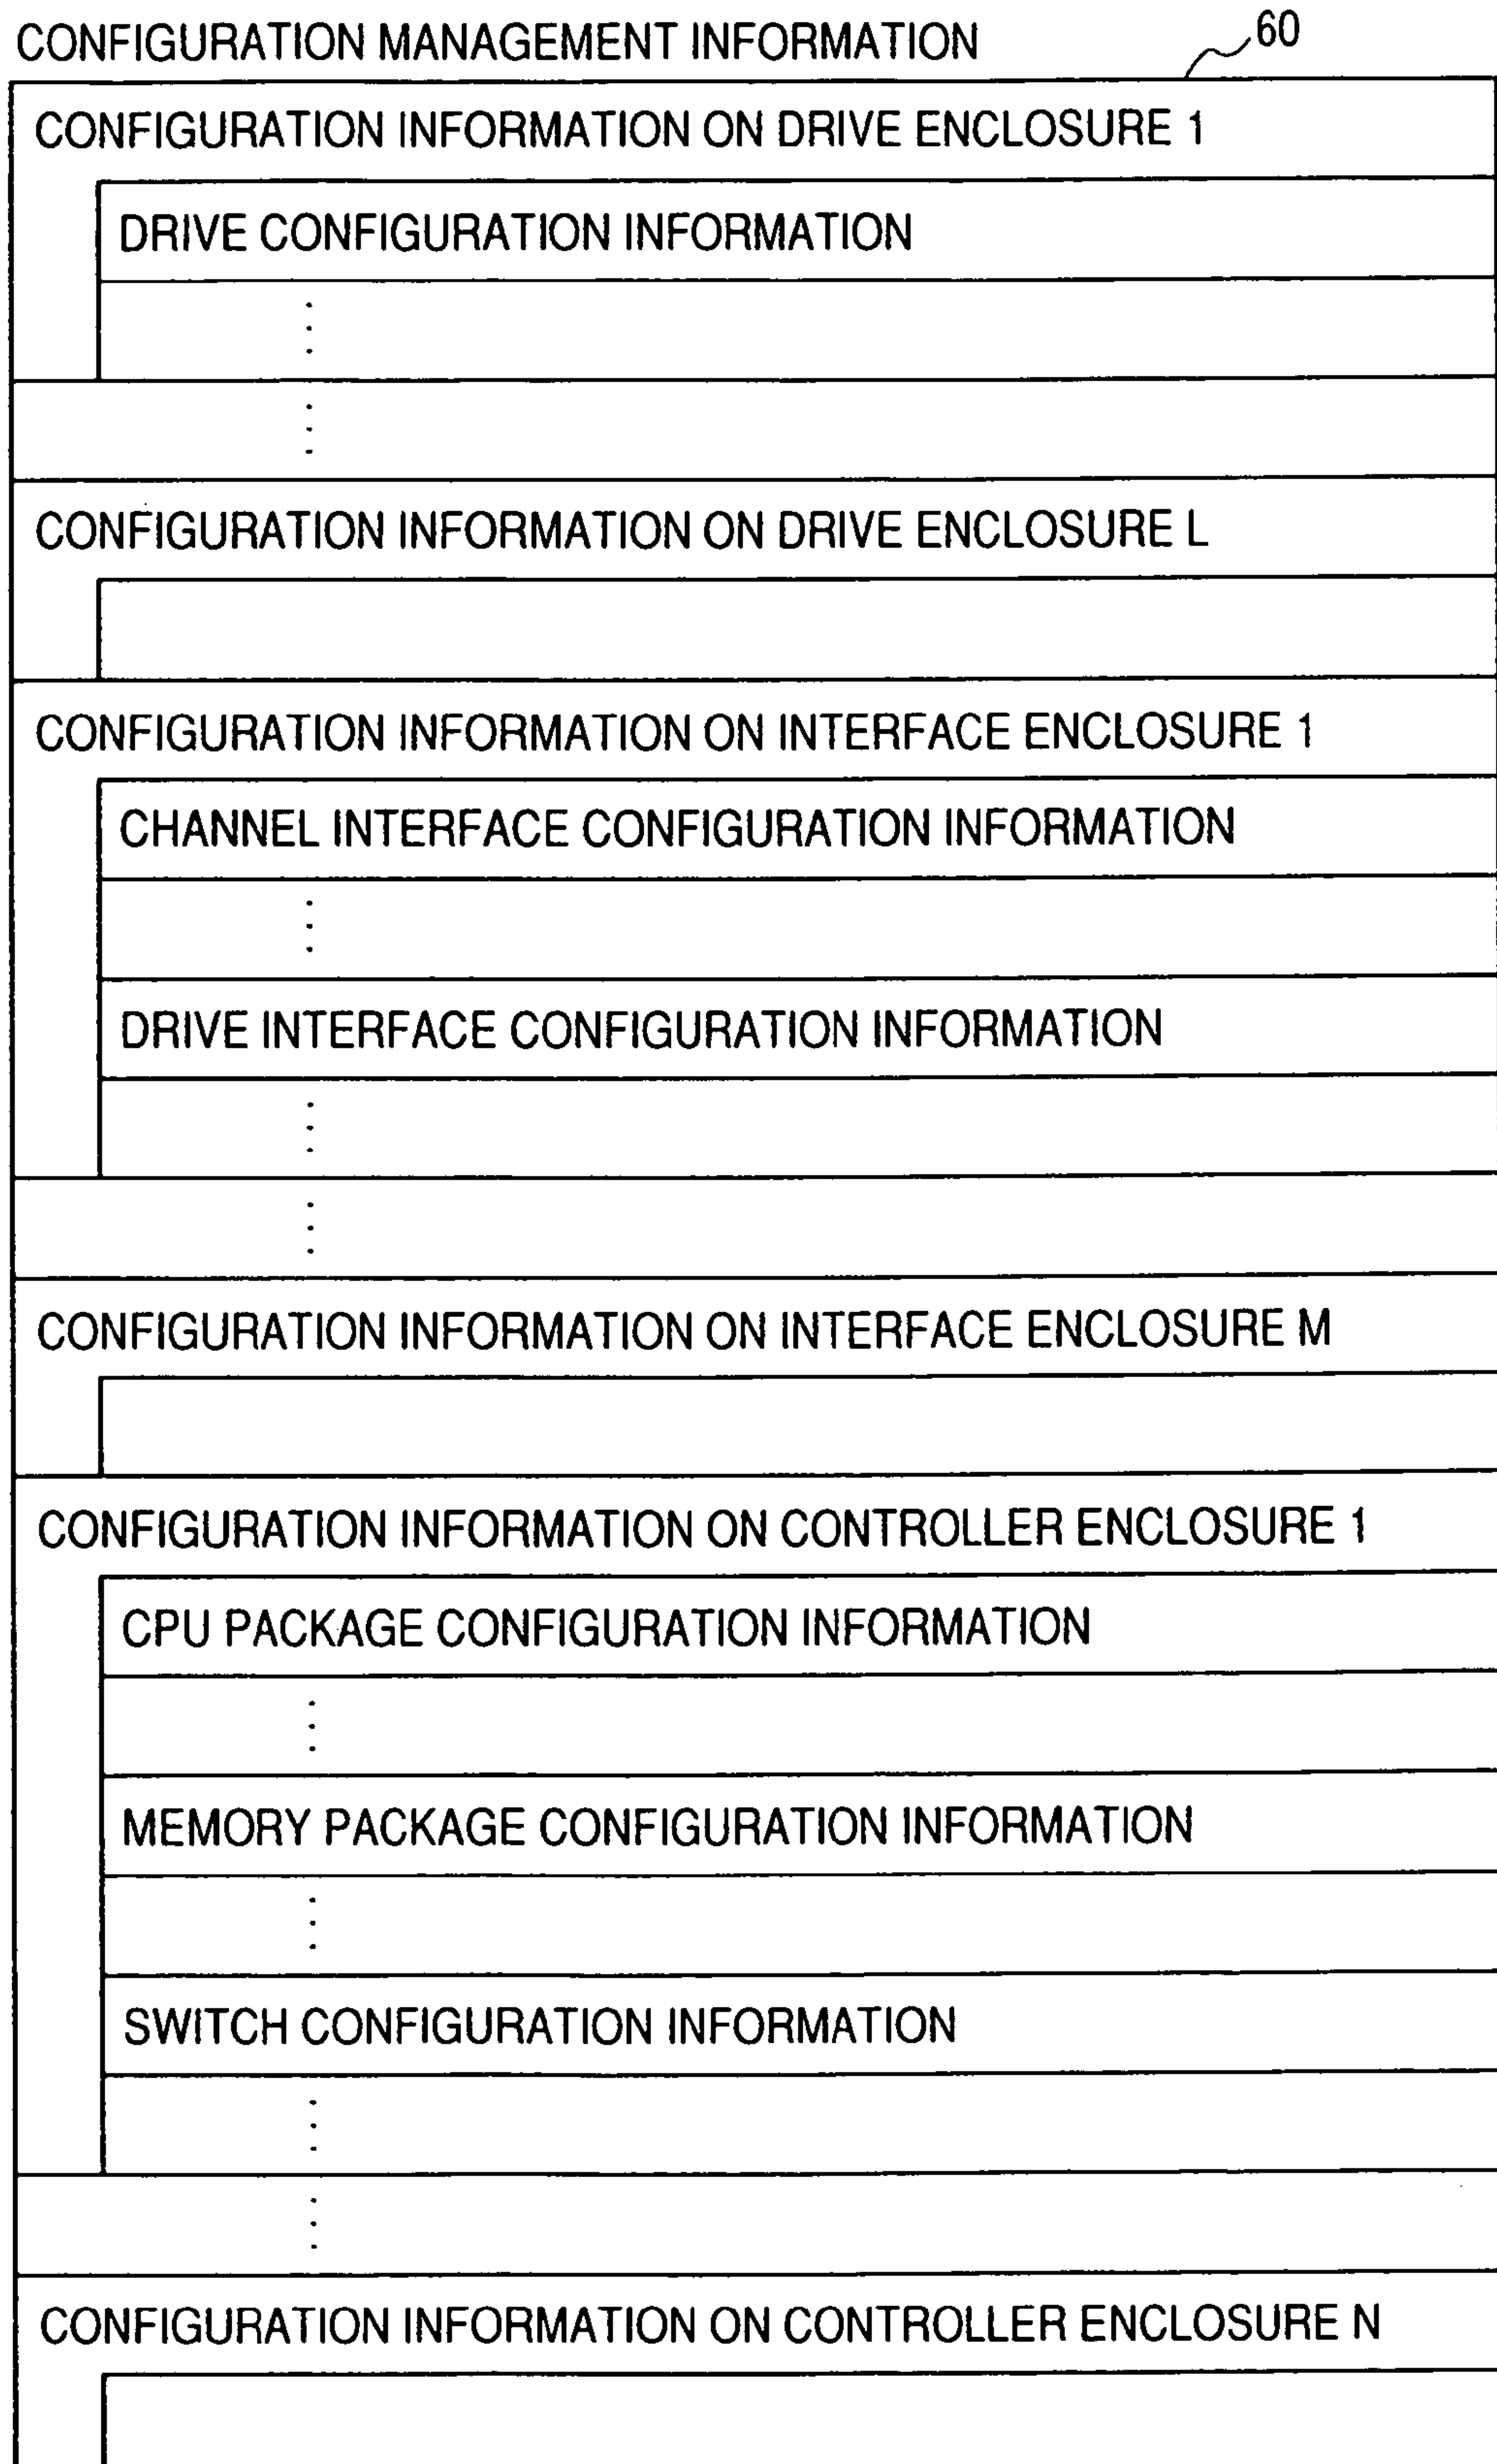 CONFIGURATION MANAGEMENT INFORMATION
60
CONFIGURATION INFORMATION ON DRIVE ENCLOSURE 1
DRIVE CONFIGURATION INFORMATION
CONFIGURATION INFORMATION ON DRIVE ENCLOSURE L
CONFIGURATION INFORMATION ON INTERFACE ENCLOSURE 1
CHANNEL INTERFACE CONFIGURATION INFORMATION
DRIVE INTERFACE CONFIGURATION INFORMATION
CONFIGURATION INFORMATION ON INTERFACE ENCLOSURE M
CONFIGURATION INFORMATION ON CONTROLLER ENCLOSURE 1
CPU PACKAGE CONFIGURATION INFORMATION
MEMORY PACKAGE CONFIGURATION INFORMATION
SWITCH CONFIGURATION INFORMATION
CONFIGURATION INFORMATION ON CONTROLLER ENCLOSURE N